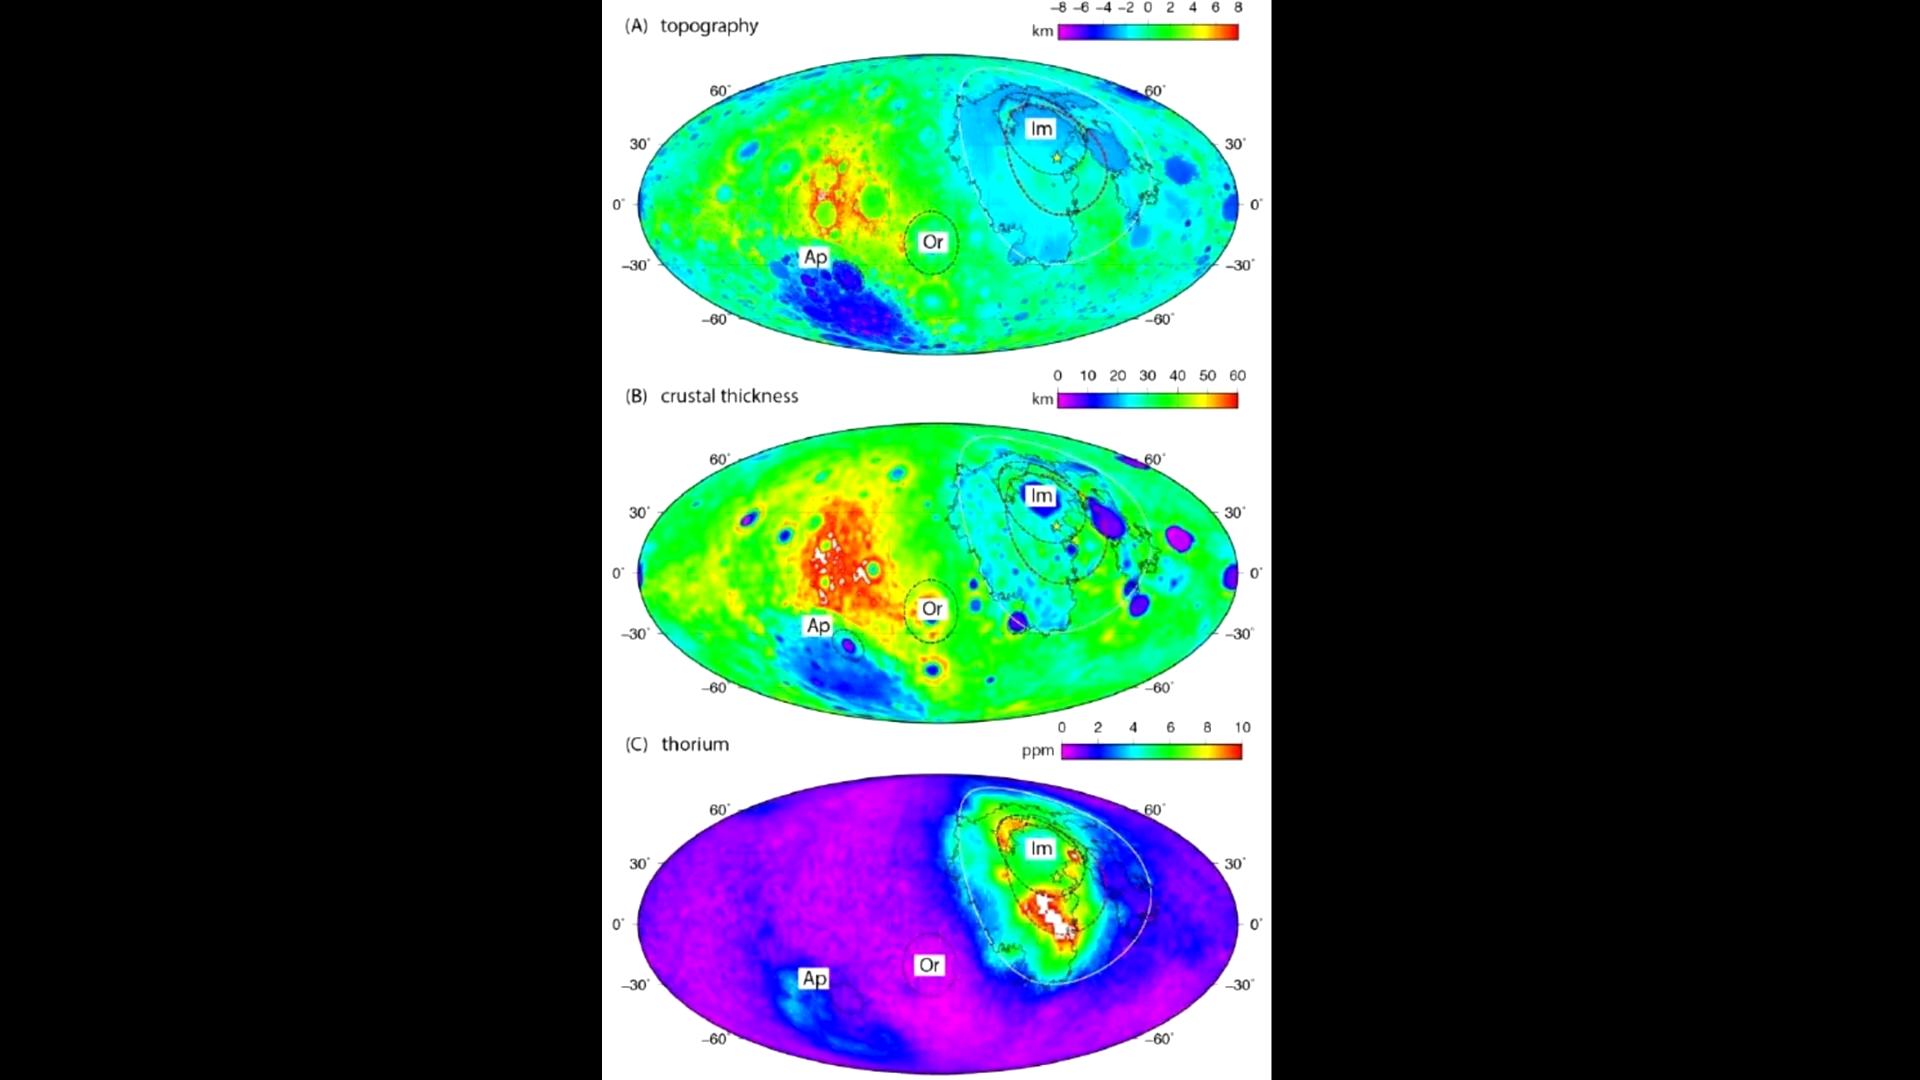 (A) topography
−8 −6 −4 −2 0 2 4 6 8
km
60° 60°
Im
30° 30°
0° 0°
Or
Ap
−30° −30°
−60° −60°
(B) crustal thickness
0 10 20 30 40 50 60
km
60° 60°
Im
30° 30°
0° 0°
Or
Ap
−30° −30°
−60° −60°
(C) thorium
0 2 4 6 8 10
ppm
60° 60°
Im
30° 30°
0° 0°
Or
Ap
−30° −30°
−60° −60°